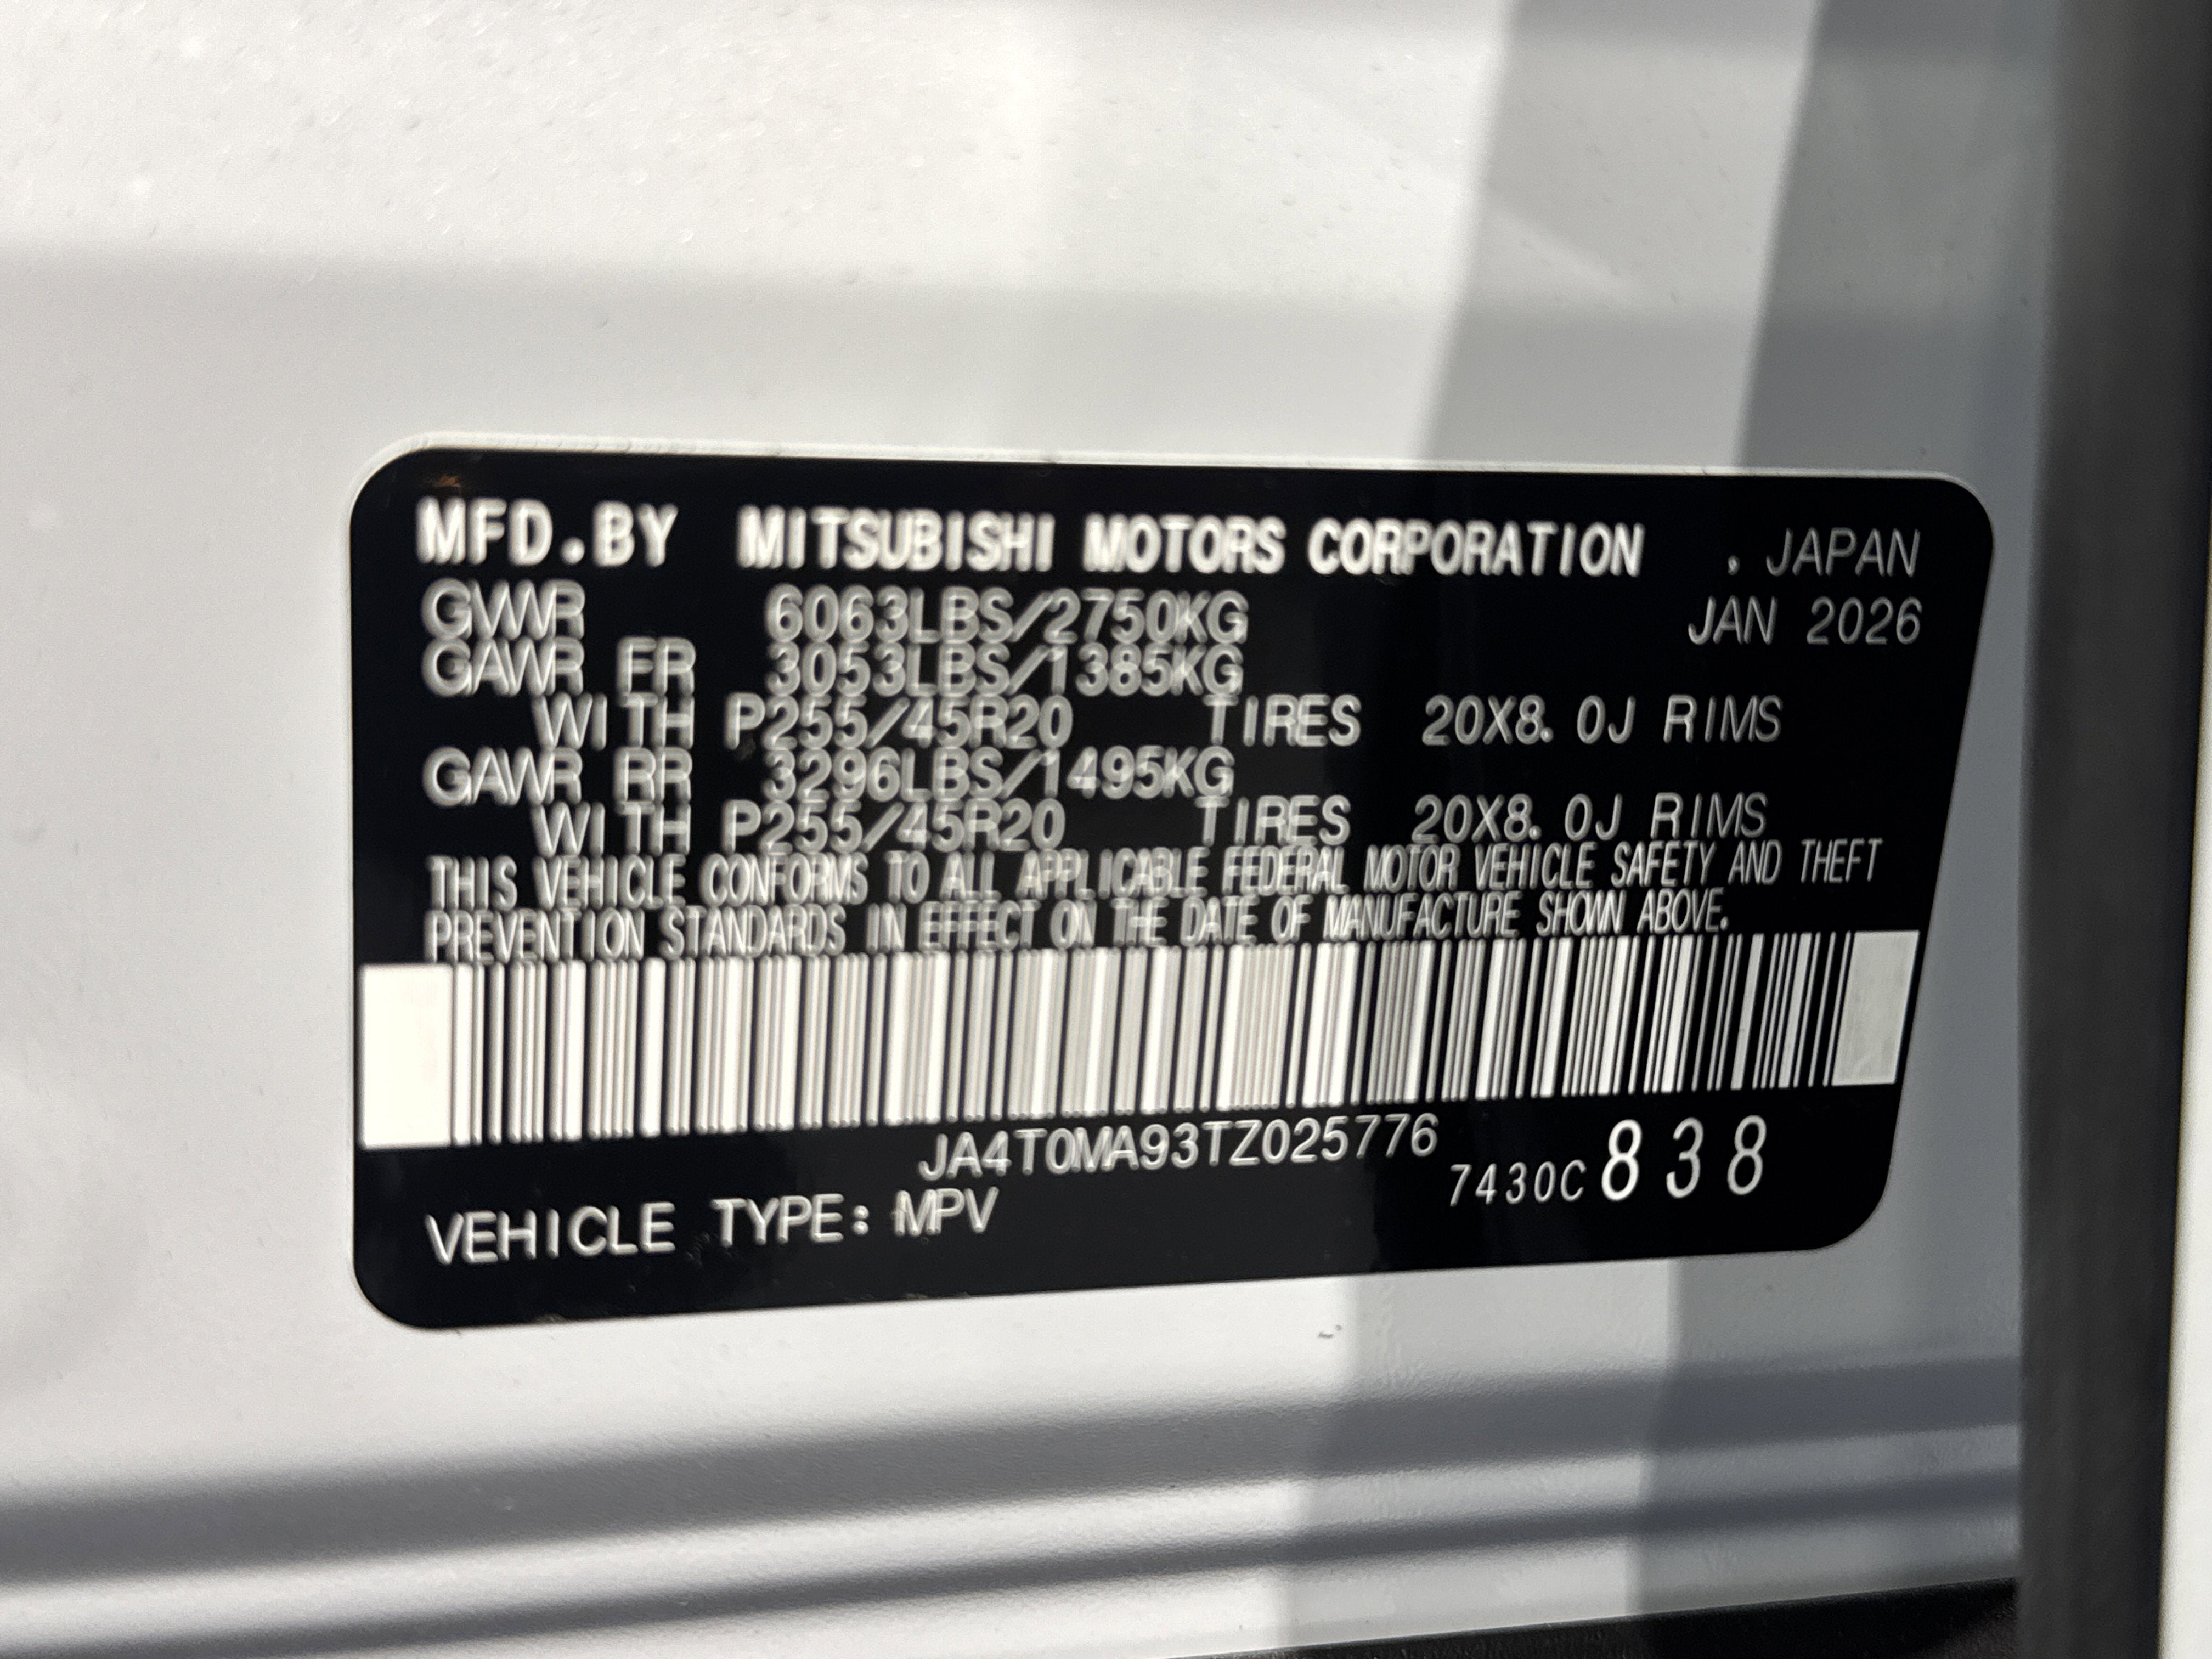 MFD.BY MITSUBISHI MOTORS CORPORATION . JAPAN
GVWR 6063LBS/2750KG JAN 2026
GAWR FR 3053LBS/1385KG
WITH P255/45R20 TIRES 20X8.0J RIMS
GAWR RR 3296LBS/1495KG
WITH P255/45R20 TIRES 20X8.0J RIMS
THIS VEHICLE CONFORMS TO ALL APPLICABLE FEDERAL MOTOR VEHICLE SAFETY AND THEFT
PREVENTION STANDARDS IN EFFECT ON THE DATE OF MANUFACTURE SHOWN ABOVE.
JA4T0MA93TZ025776
7430C 838
VEHICLE TYPE: MPV